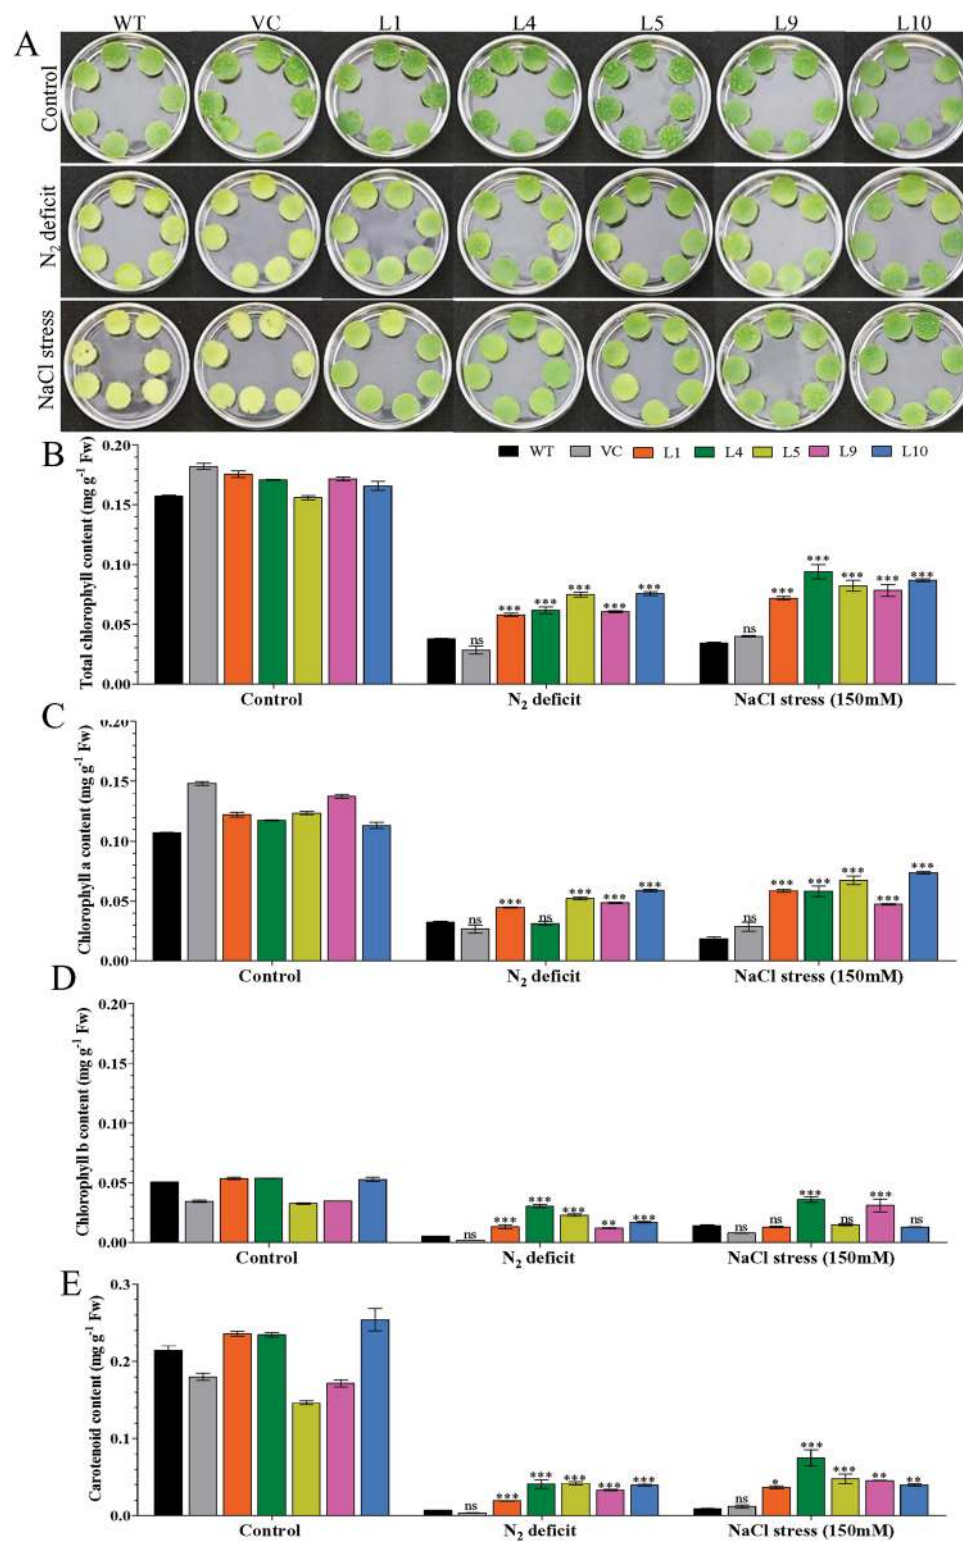 WT VC L1 L4 L5 L9 L10
A
Control
N₂ deficit
NaCl stress
B
Total chlorophyll content (mg g⁻¹ Fw)
0.20
0.15
0.10
0.05
0.00
WT VC L1 L4 L5 L9 L10
ns *** *** *** *** ***
ns *** *** *** *** ***
Control N₂ deficit NaCl stress (150mM)
C
Chlorophyll a content (mg g⁻¹ Fw)
0.20
0.15
0.10
0.05
0.00
ns *** ns *** *** ***
ns *** *** *** *** ***
Control N₂ deficit NaCl stress (150mM)
D
Chlorophyll b content (mg g⁻¹ Fw)
0.20
0.15
0.10
0.05
0.00
ns *** *** *** ** ***
ns ns *** ns *** ns
Control N₂ deficit NaCl stress (150mM)
E
Carotenoid content (mg g⁻¹ Fw)
0.3
0.2
0.1
0.0
ns *** *** *** *** ***
ns * *** *** ** **
Control N₂ deficit NaCl stress (150mM)